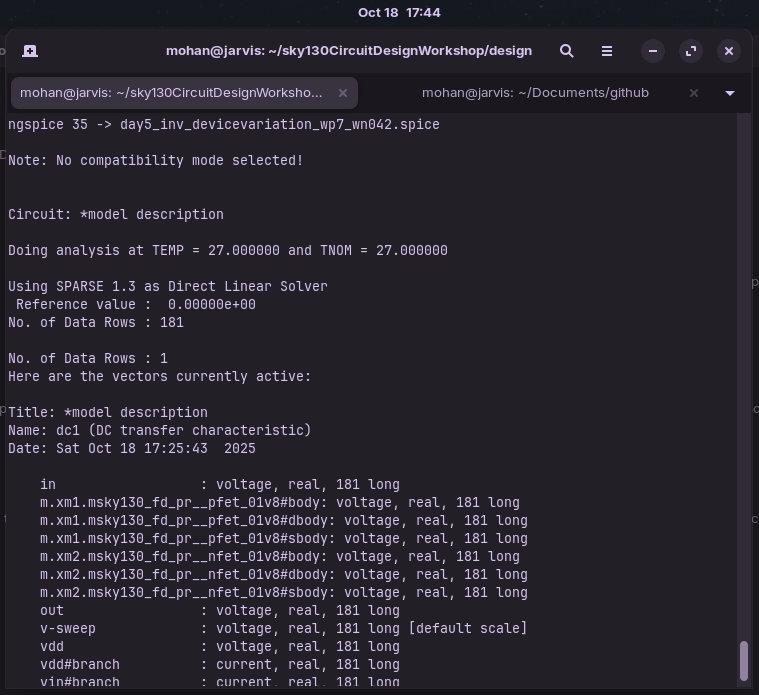 Oct 18 17:44
mohan@jarvis: ~/sky130CircuitDesignWorkshop/design
mohan@jarvis: ~/sky130CircuitDesignWorksho...
mohan@jarvis: ~/Documents/github
ngspice 35 -> day5_inv_devicevariation_wp7_wn042.spice
Note: No compatibility mode selected!
Circuit: *model description
Doing analysis at TEMP = 27.000000 and TNOM = 27.000000
Using SPARSE 1.3 as Direct Linear Solver
Reference value :  0.00000e+00
No. of Data Rows : 181
No. of Data Rows : 1
Here are the vectors currently active:
Title: *model description
Name: dc1 (DC transfer characteristic)
Date: Sat Oct 18 17:25:43  2025
in                  : voltage, real, 181 long
m.xm1.msky130_fd_pr__pfet_01v8#body: voltage, real, 181 long
m.xm1.msky130_fd_pr__pfet_01v8#dbody: voltage, real, 181 long
m.xm1.msky130_fd_pr__pfet_01v8#sbody: voltage, real, 181 long
m.xm2.msky130_fd_pr__nfet_01v8#body: voltage, real, 181 long
m.xm2.msky130_fd_pr__nfet_01v8#dbody: voltage, real, 181 long
m.xm2.msky130_fd_pr__nfet_01v8#sbody: voltage, real, 181 long
out                 : voltage, real, 181 long
v-sweep             : voltage, real, 181 long [default scale]
vdd                 : voltage, real, 181 long
vdd#branch          : current, real, 181 long
vin#branch          : current, real, 181 long